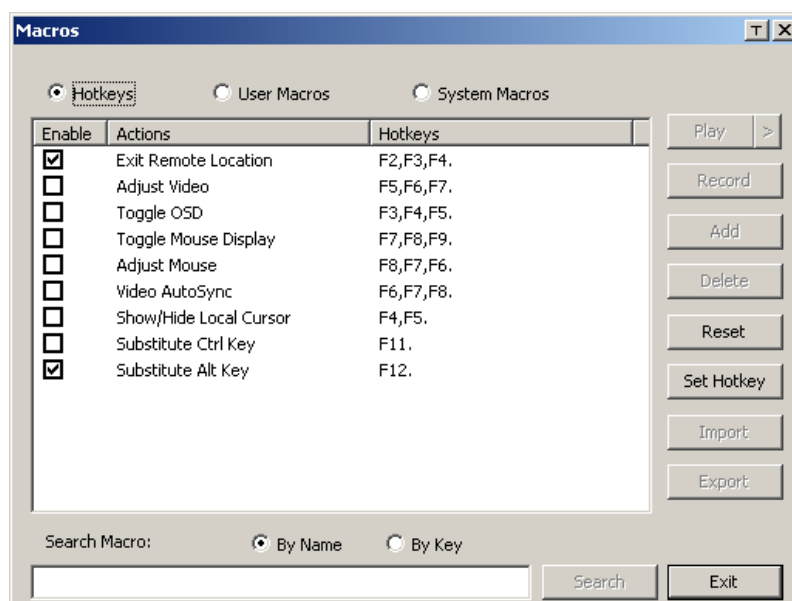 Macros
Hotkeys User Macros System Macros
Enable Actions Hotkeys
Exit Remote Location F2,F3,F4.
Adjust Video F5,F6,F7.
Toggle OSD F3,F4,F5.
Toggle Mouse Display F7,F8,F9.
Adjust Mouse F8,F7,F6.
Video AutoSync F6,F7,F8.
Show/Hide Local Cursor F4,F5.
Substitute Ctrl Key F11.
Substitute Alt Key F12.
Play >
Record
Add
Delete
Reset
Set Hotkey
Import
Export
Search Macro: By Name By Key
Search Exit